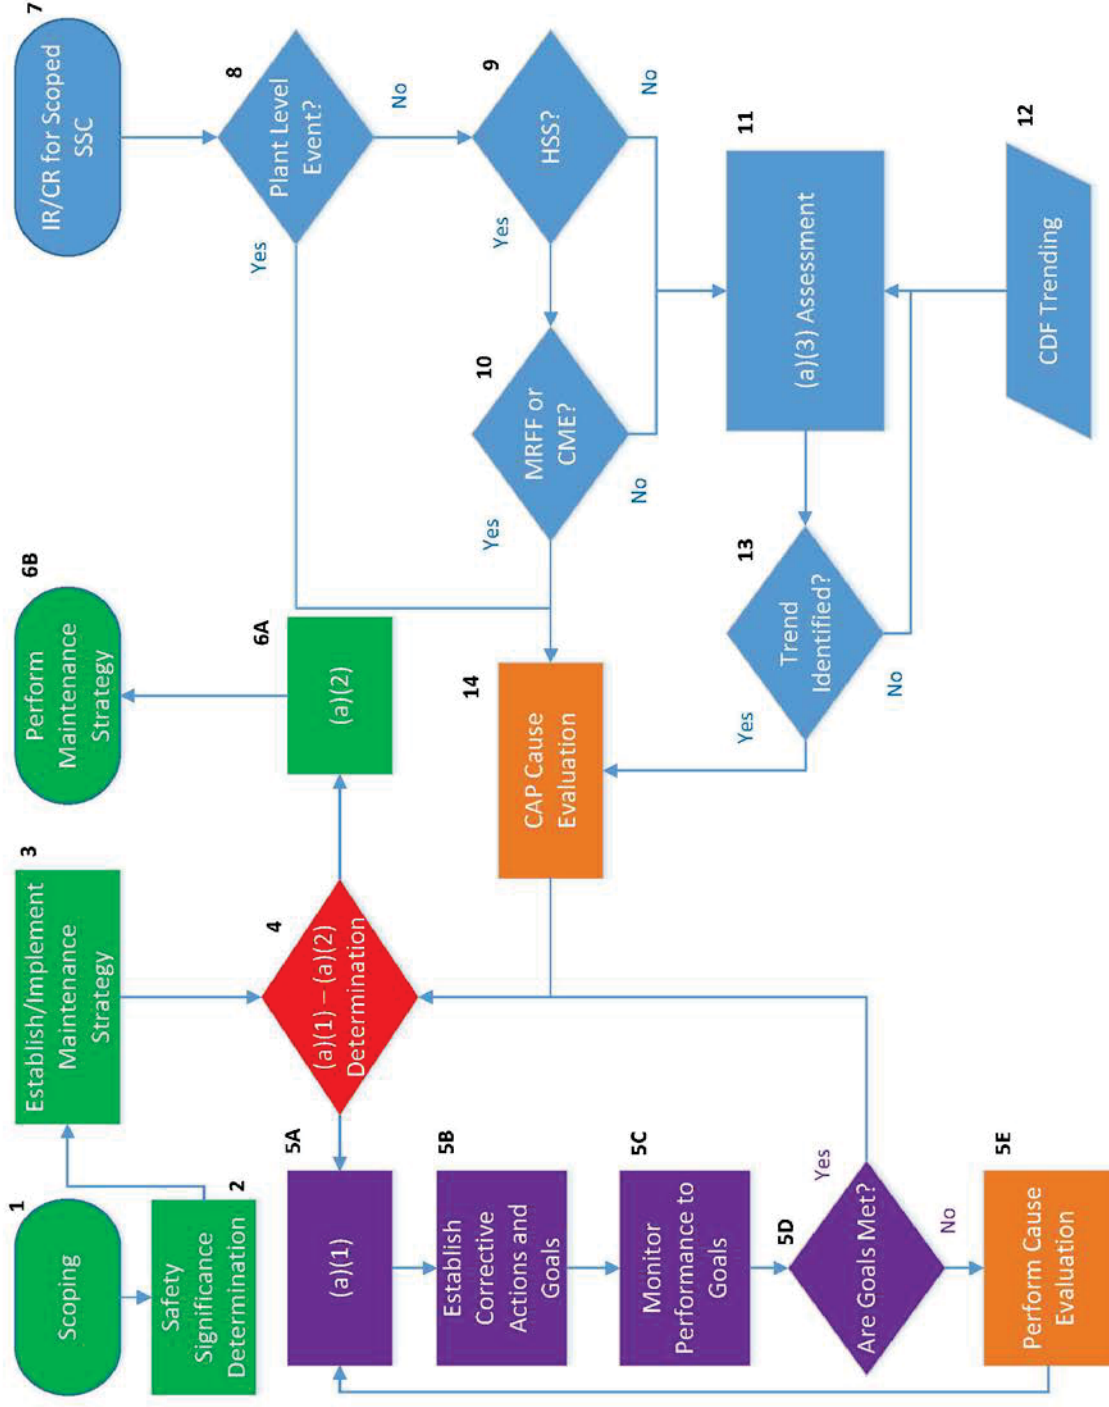 1
Scoping
2
Safety
Significance
Determination
3
Establish/Implement
Maintenance
Strategy
4
(a)(1) – (a)(2)
Determination
5A
(a)(1)
5B
Establish
Corrective
Actions and
Goals
5C
Monitor
Performance to
Goals
5D
Are Goals Met?
Yes
No
5E
Perform Cause
Evaluation
6A
(a)(2)
6B
Perform
Maintenance
Strategy
7
IR/CR for Scoped
SSC
8
Plant Level
Event?
Yes
No
9
HSS?
Yes
No
10
MRFF or
CME?
Yes
No
11
(a)(3) Assessment
12
CDF Trending
13
Trend
Identified?
Yes
No
14
CAP Cause
Evaluation